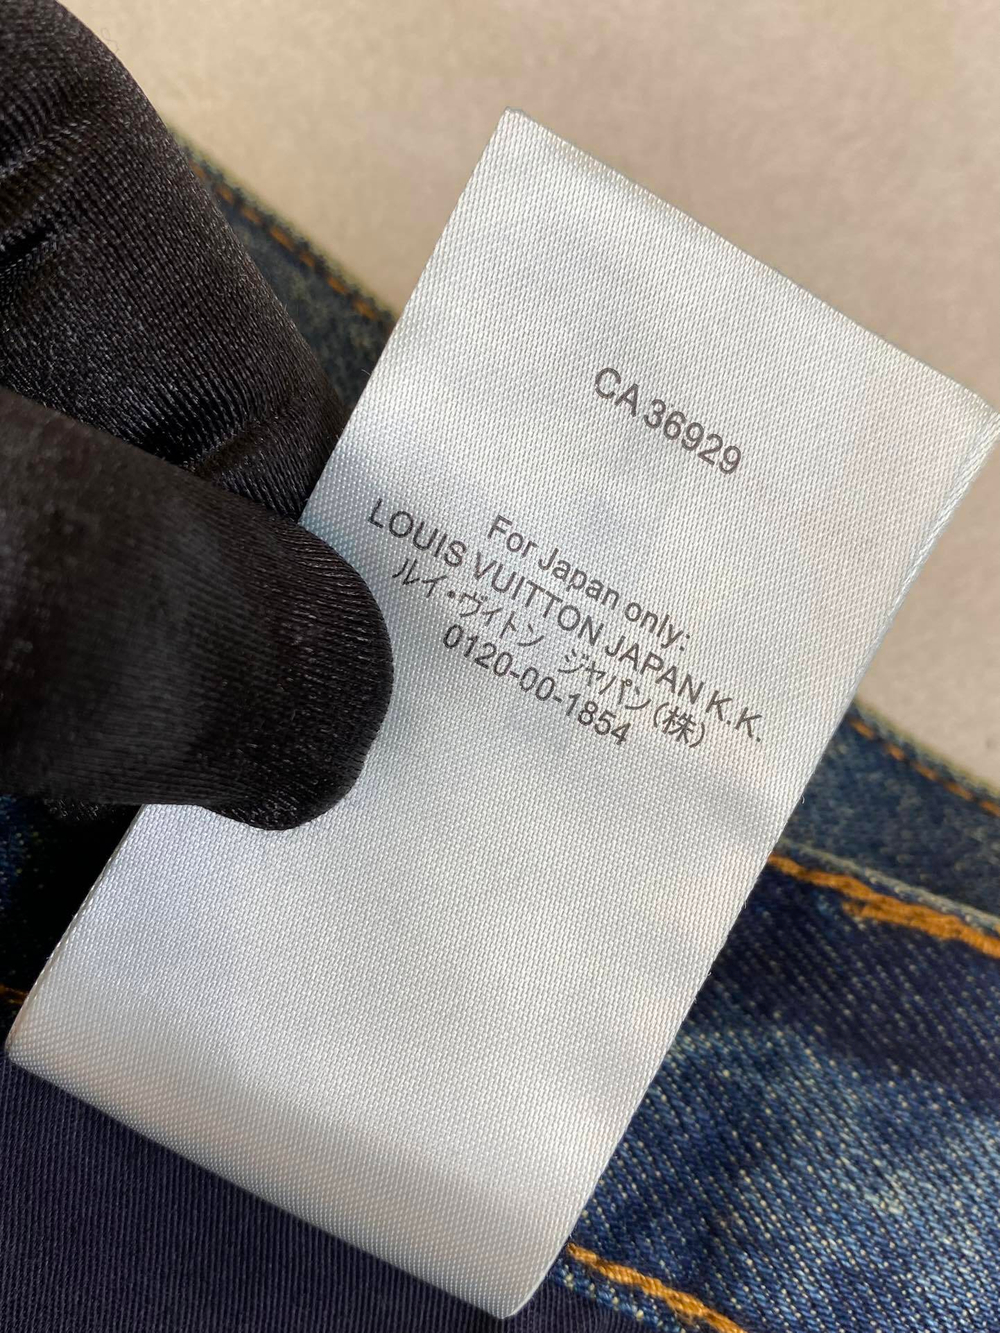 CA 36929
For Japan only:
LOUIS VUITTON JAPAN K.K.
ルイ・ヴィトン ジャパン(株)
0120-00-1854